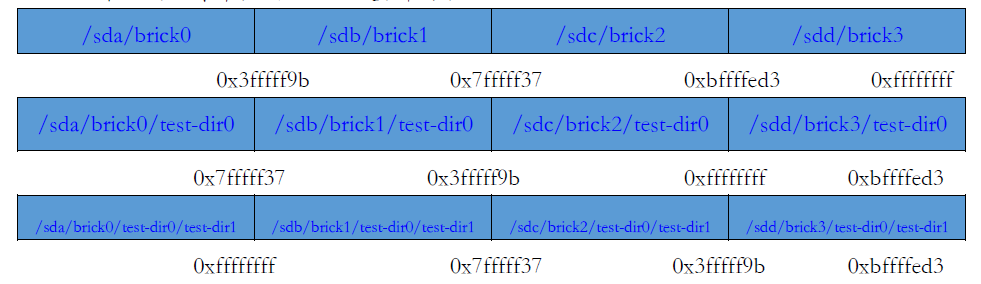 /sda/brick0 /sdb/brick1 /sdc/brick2 /sdd/brick3
0x3fffff9b 0x7fffff37 0xbffffed3 0xffffffff
/sda/brick0/test-dir0 /sdb/brick1/test-dir0 /sdc/brick2/test-dir0 /sdd/brick3/test-dir0
0x7fffff37 0x3fffff9b 0xffffffff 0xbffffed3
/sda/brick0/test-dir0/test-dir1 /sdb/brick1/test-dir0/test-dir1 /sdc/brick2/test-dir0/test-dir1 /sdd/brick3/test-dir0/test-dir1
0xffffffff 0x7fffff37 0x3fffff9b 0xbffffed3